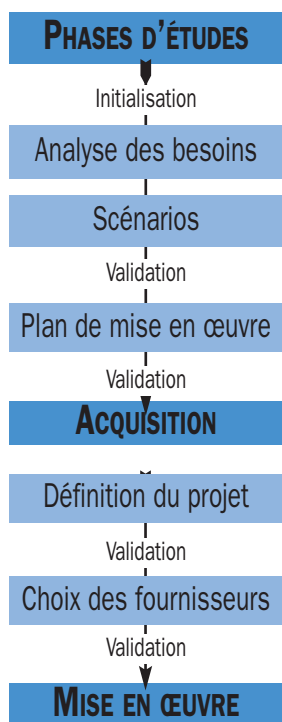 PHASES D'ÉTUDES
Initialisation
Analyse des besoins
Scénarios
Validation
Plan de mise en œuvre
Validation
ACQUISITION
Définition du projet
Validation
Choix des fournisseurs
Validation
MISE EN ŒUVRE